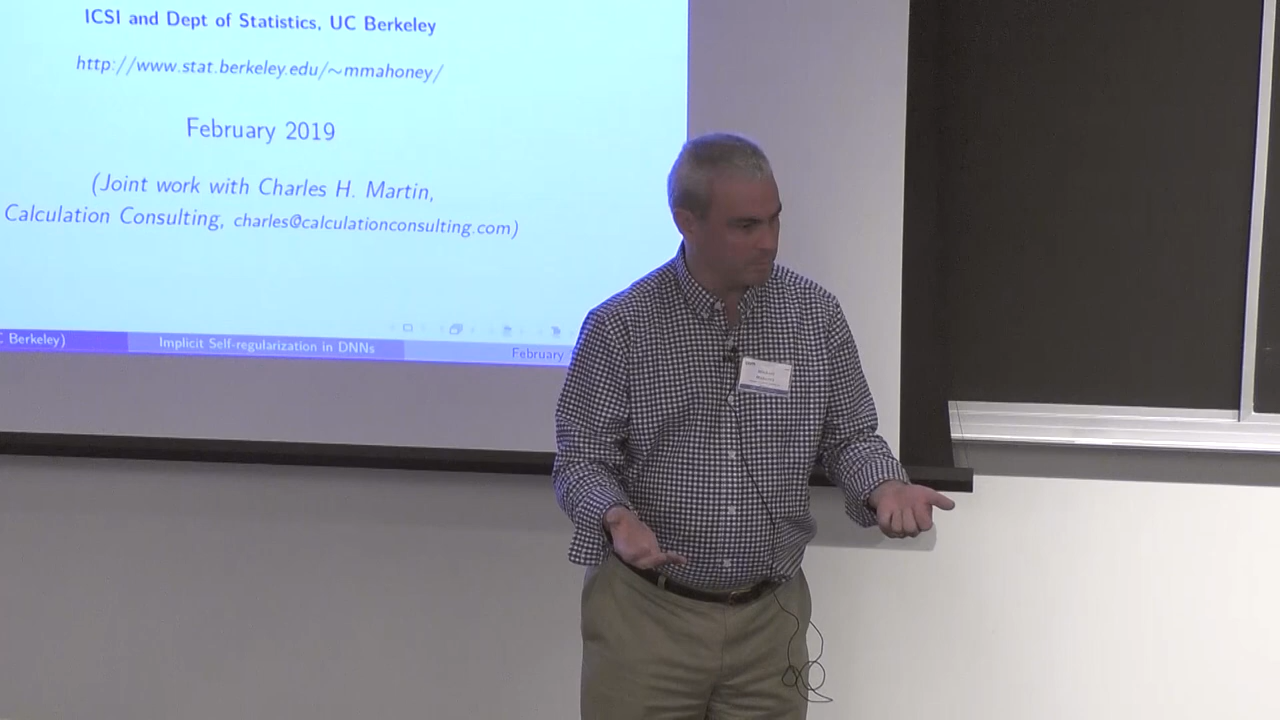 ICSI and Dept of Statistics, UC Berkeley
http://www.stat.berkeley.edu/~mmahoney/
February 2019
(Joint work with Charles H. Martin,
Calculation Consulting, charles@calculationconsulting.com)
C Berkeley)
Implicit Self-regularization in DNNs
February